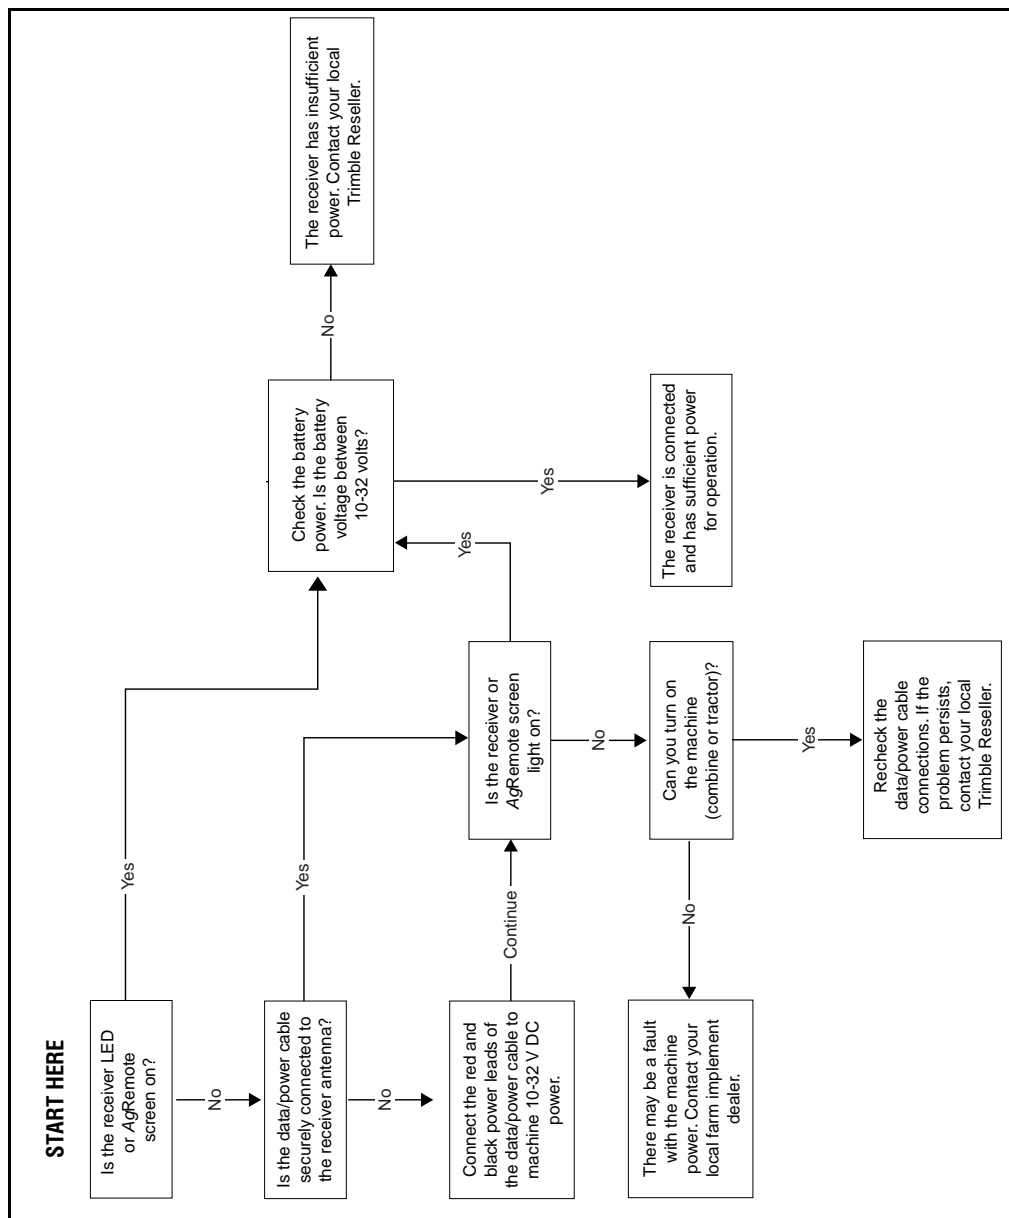 START HERE
Is the receiver LED
or AgRemote
screen on?
Yes
No
Is the data/power cable
securely connected to
the receiver antenna?
Yes
No
Connect the red and
black power leads of
the data/power cable to
machine 10-32 V DC
power.
Continue
Is the receiver or
AgRemote screen
light on?
Yes
No
Check the battery
power. Is the battery
voltage between
10-32 volts?
No
The receiver has insufficient
power. Contact your local
Trimble Reseller.
Yes
The receiver is connected
and has sufficient power
for operation.
Can you turn on
the machine
(combine or tractor)?
No
There may be a fault
with the machine
power. Contact your
local farm implement
dealer.
Yes
Recheck the
data/power cable
connections. If the
problem persists,
contact your local
Trimble Reseller.